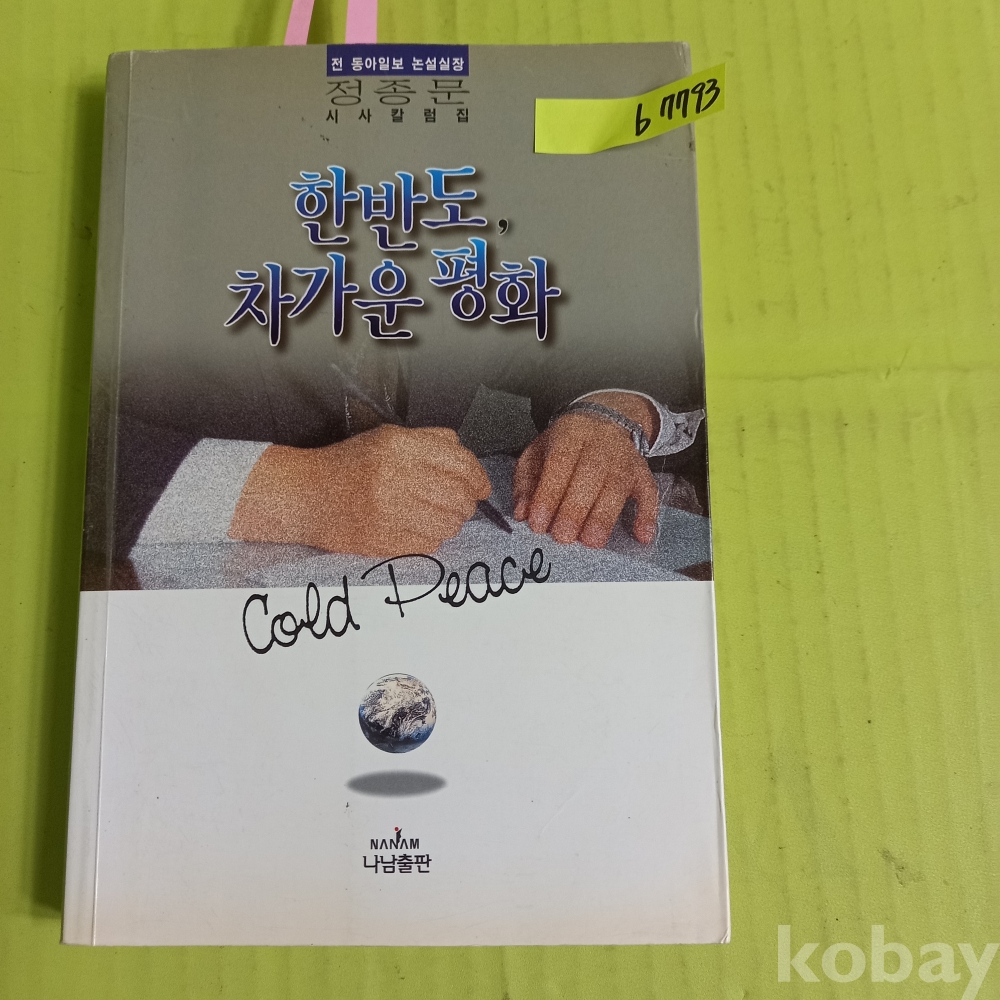 전 동아일보 논설실장
정종문
시사칼럼집
b 7793
한반도,
차가운 평화
Cold Peace
NANAM
나남출판
kobay